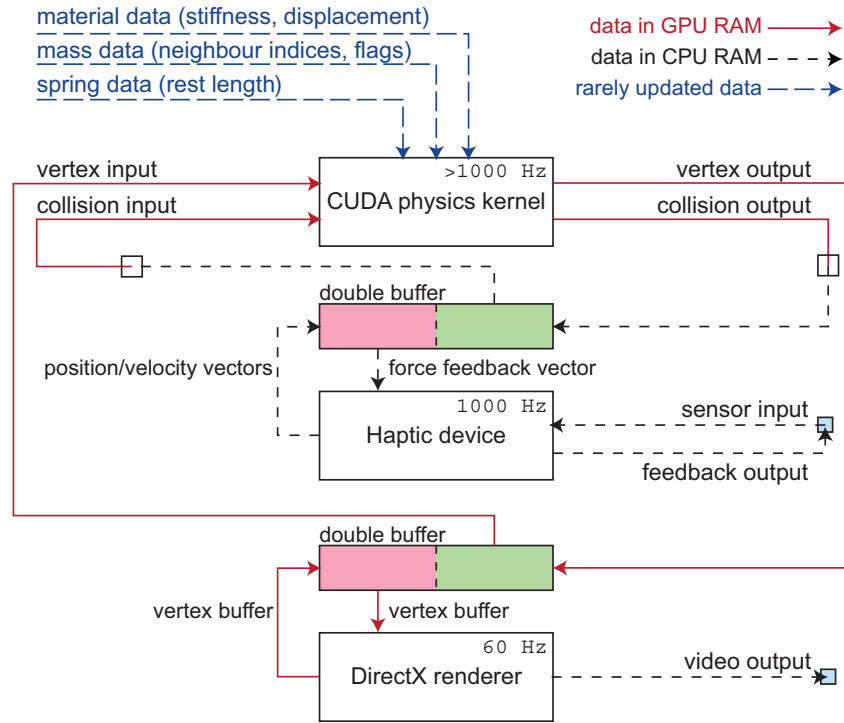 material data (stiffness, displacement)
mass data (neighbour indices, flags)
spring data (rest length)
data in GPU RAM
data in CPU RAM
rarely updated data
vertex input
collision input
>1000 Hz
CUDA physics kernel
vertex output
collision output
double buffer
position/velocity vectors
force feedback vector
1000 Hz
Haptic device
sensor input
feedback output
double buffer
vertex buffer
vertex buffer
60 Hz
DirectX renderer
video output